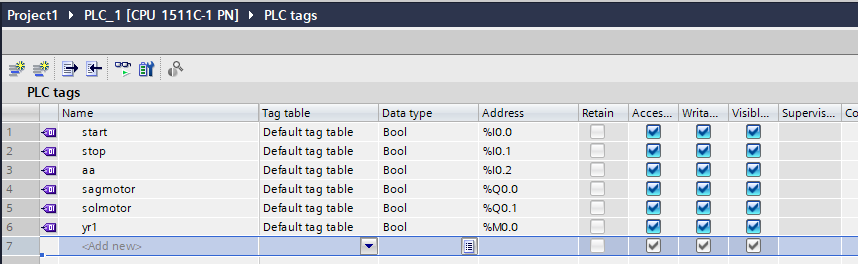 Project1 ▸ PLC_1 [CPU 1511C-1 PN] ▸ PLC tags
PLC tags
Name Tag table Data type Address Retain Acces... Writa... Visibl... Supervis... Co
1 start Default tag table Bool %I0.0
2 stop Default tag table Bool %I0.1
3 aa Default tag table Bool %I0.2
4 sagmotor Default tag table Bool %Q0.0
5 solmotor Default tag table Bool %Q0.1
6 yr1 Default tag table Bool %M0.0
7 <Add new>